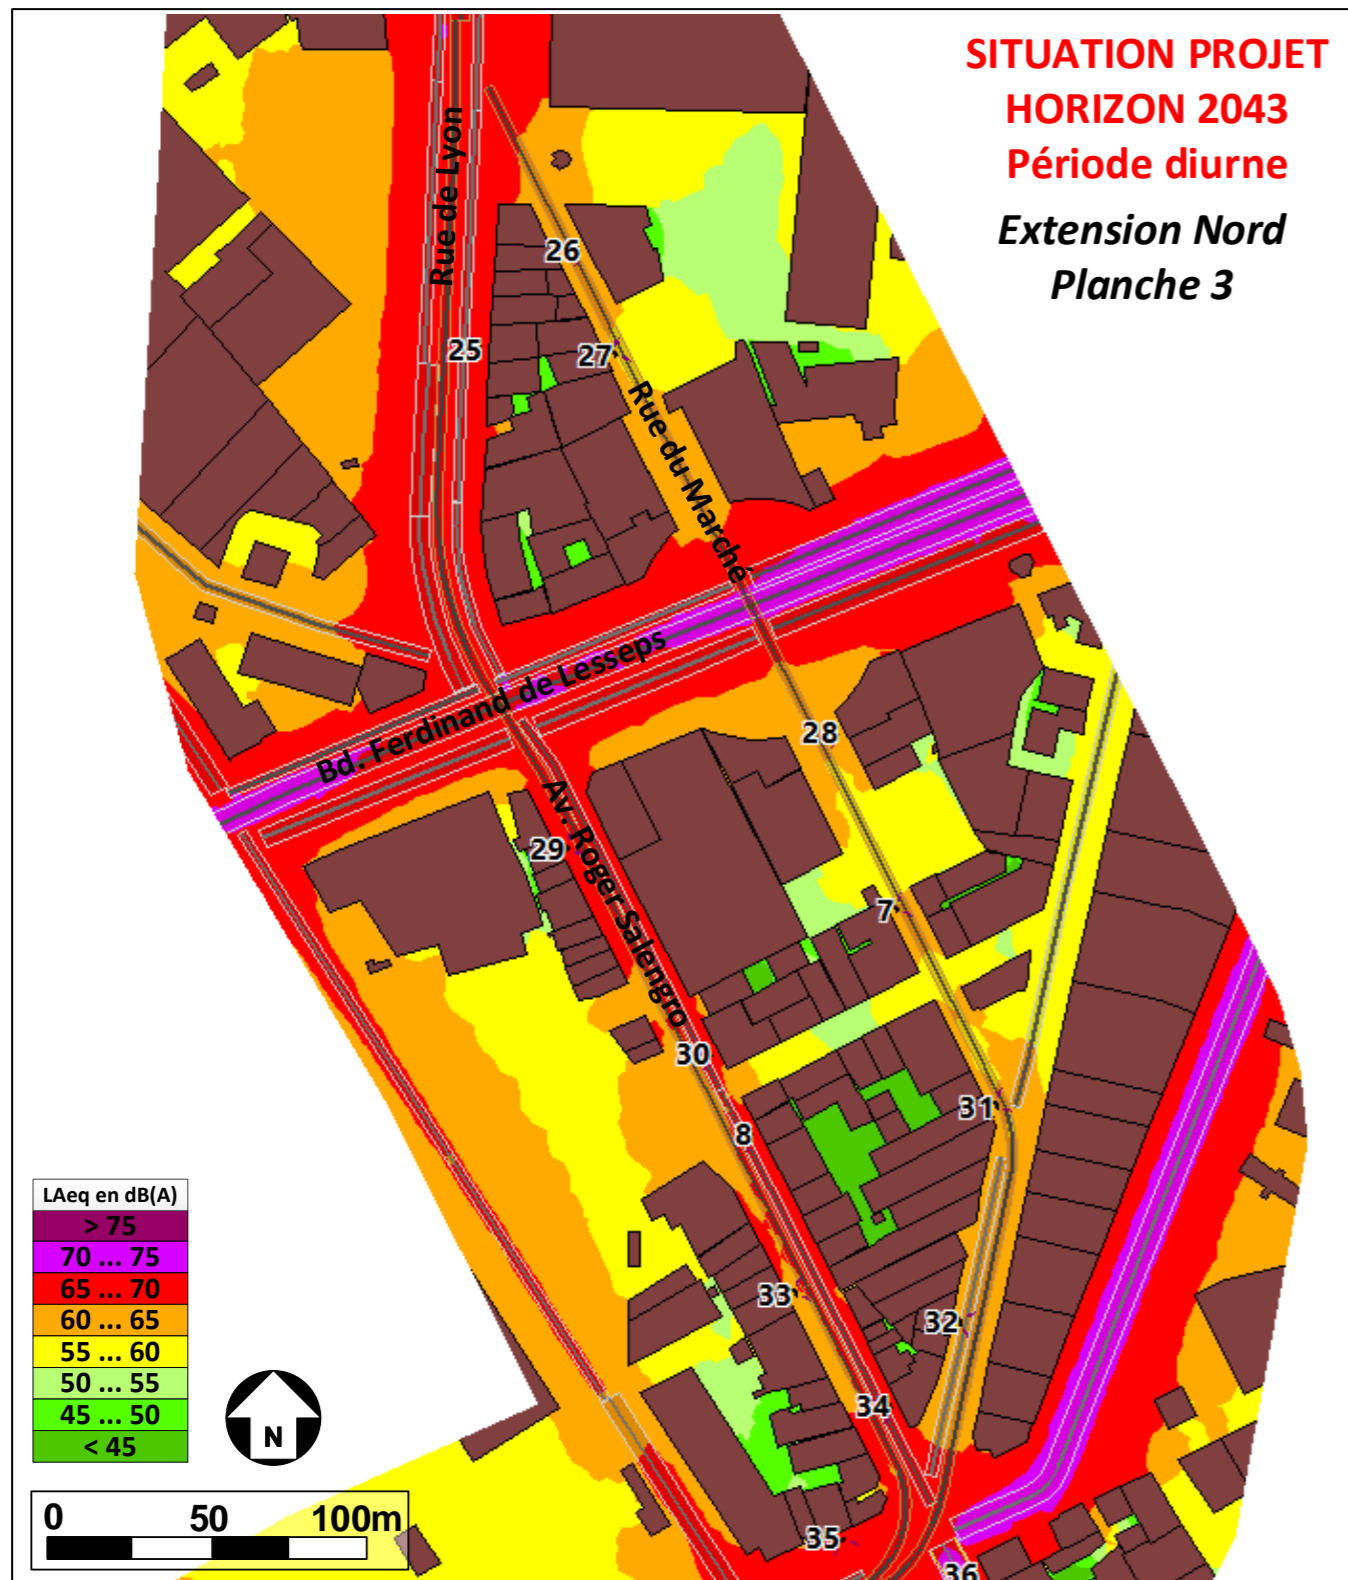 SITUATION PROJET
HORIZON 2043
Période diurne
Extension Nord
Planche 3
Rue de Lyon
26
25
27
Rue du Marché
Bd. Ferdinand de Lesseps
28
Av. Roger Salengro
29
7
30
31
8
33
32
34
35
36
LAeq en dB(A)
> 75
70 ... 75
65 ... 70
60 ... 65
55 ... 60
50 ... 55
45 ... 50
< 45
N
0 50 100m